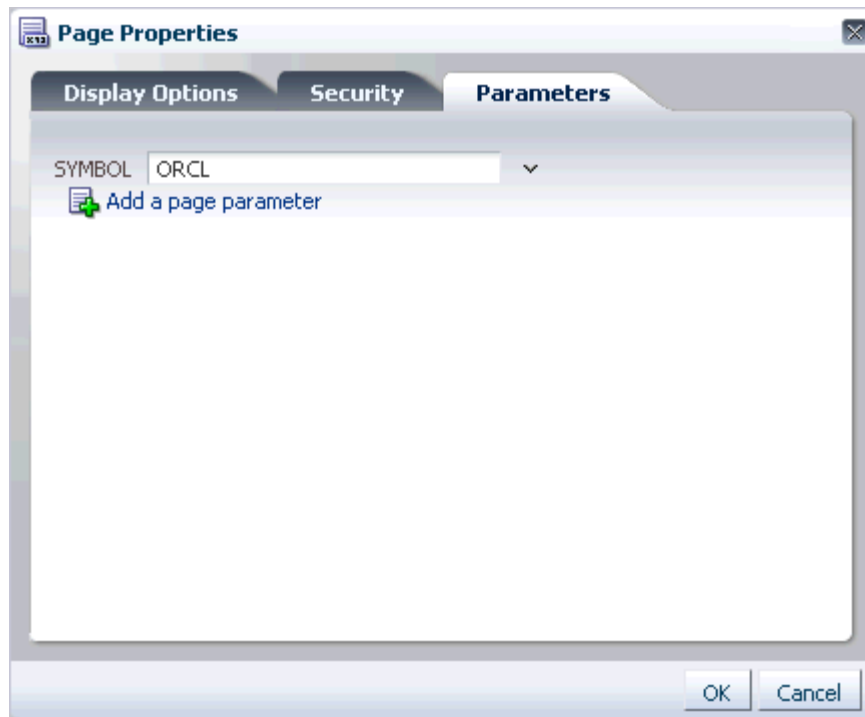 Page Properties
Display Options Security Parameters
SYMBOL ORCL
Add a page parameter
OK Cancel